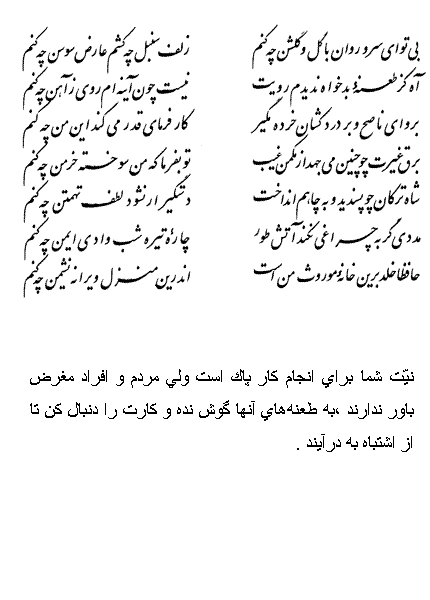 بی تو ای سرو روان با گل و گلشن چه کنم زلف سنبل چه کشم عارض سوسن چه کنم
آه کز طعنهٔ بدخواه ندیدم رویت نیست چون آینه ام روی ز آهن چه کنم
برو ای ناصح و بر دردکشان خرده مگیر کارفرمای قدر می کند این من چه کنم
برق غیرت چو چنین می جهد از مکمن غیب تو بفرما که من سوخته خرمن چه کنم
شاه ترکان چو پسندید و به چاهم انداخت دستگیر ار نشود لطف تهمتن چه کنم
مددی گر به چراغی نکند آتش طور چارهٔ تیره شب وادی ایمن چه کنم
حافظا خلد برین خانهٔ موروث من است اندرین منزل ویرانه نشیمن چه کنم
نیّت شما براي انجام کار پاك است ولي مردم و افراد مغرض
باور ندارند ،به طعنه‌هاي آنها گوش نده و کارت را دنبال کن تا
از اشتباه به درآیند .